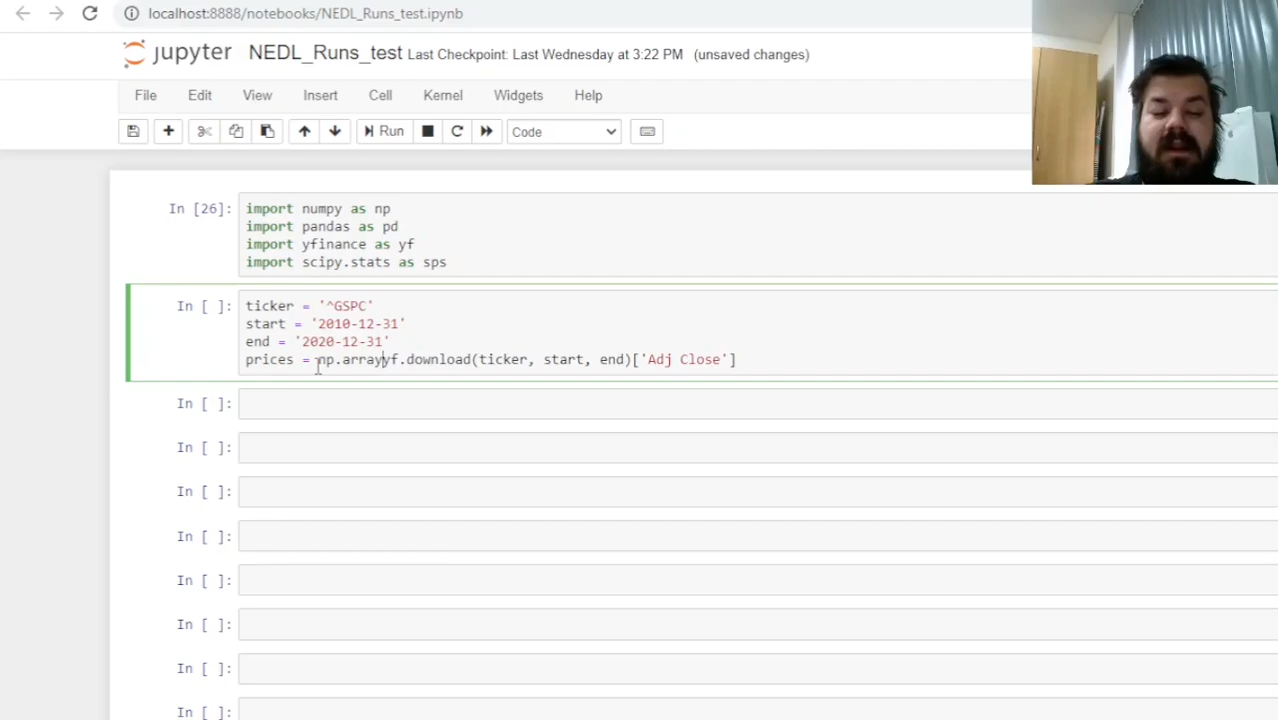 localhost:8888/notebooks/NEDL_Runs_test.ipynb
jupyter NEDL_Runs_test Last Checkpoint: Last Wednesday at 3:22 PM (unsaved changes)
File Edit View Insert Cell Kernel Widgets Help
Run Code
In [26]: import numpy as np
import pandas as pd
import yfinance as yf
import scipy.stats as sps
In [ ]: ticker = '^GSPC'
start = '2010-12-31'
end = '2020-12-31'
prices = np.arrayyf.download(ticker, start, end)['Adj Close']
In [ ]:
In [ ]:
In [ ]:
In [ ]:
In [ ]:
In [ ]:
In [ ]:
In [ ]: